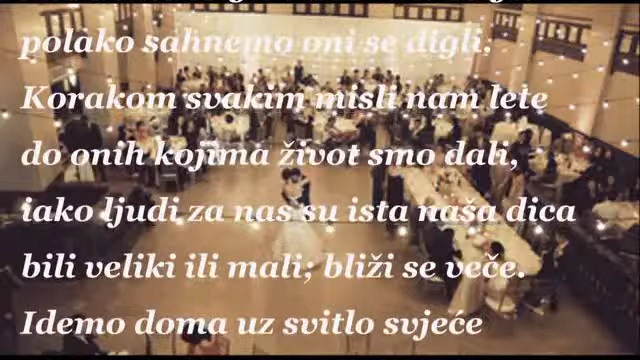 polako sahnemo oni se digli.
Korakom svakim misli nam lete
do onih kojima život smo dali,
iako ljudi za nas su ista naša dica
bili veliki ili mali; bliži se veče.
Idemo doma uz svitlo svjeće